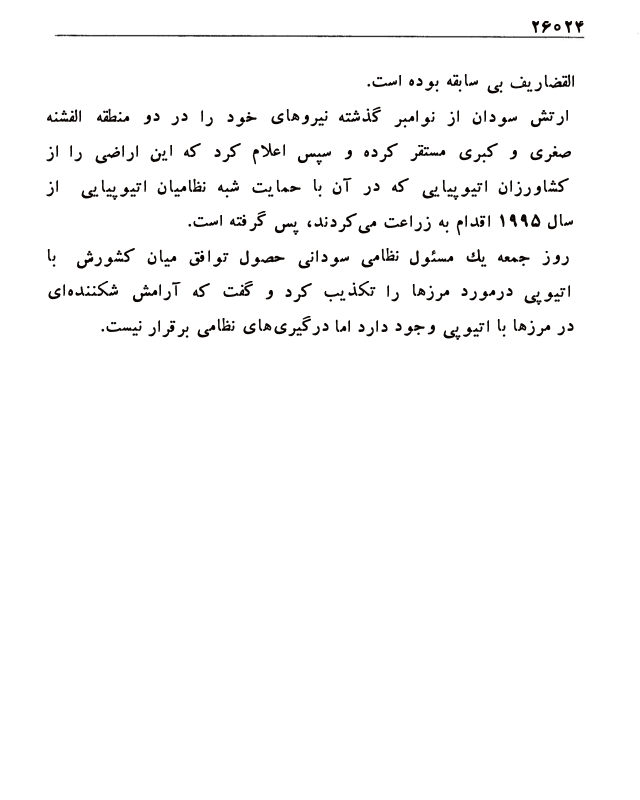 ۲۶۰۲۴
القضاریف بی سابقه بوده است.
ارتش سودان از نوامبر گذشته نیروهای خود را در دو منطقه الفشنه
صغری و کبری مستقر کرده و سپس اعلام کرد که این اراضی را از
کشاورزان اتیوپیایی که در آن با حمایت شبه نظامیان اتیوپیایی از
سال ۱۹۹۵ اقدام به زراعت می‌کردند، پس گرفته است.
روز جمعه یك مسئول نظامی سودانی حصول توافق میان کشورش با
اتیوپی درمورد مرزها را تکذیب کرد و گفت که آرامش شکننده‌ای
در مرزها با اتیوپی وجود دارد اما درگیری‌های نظامی برقرار نیست.